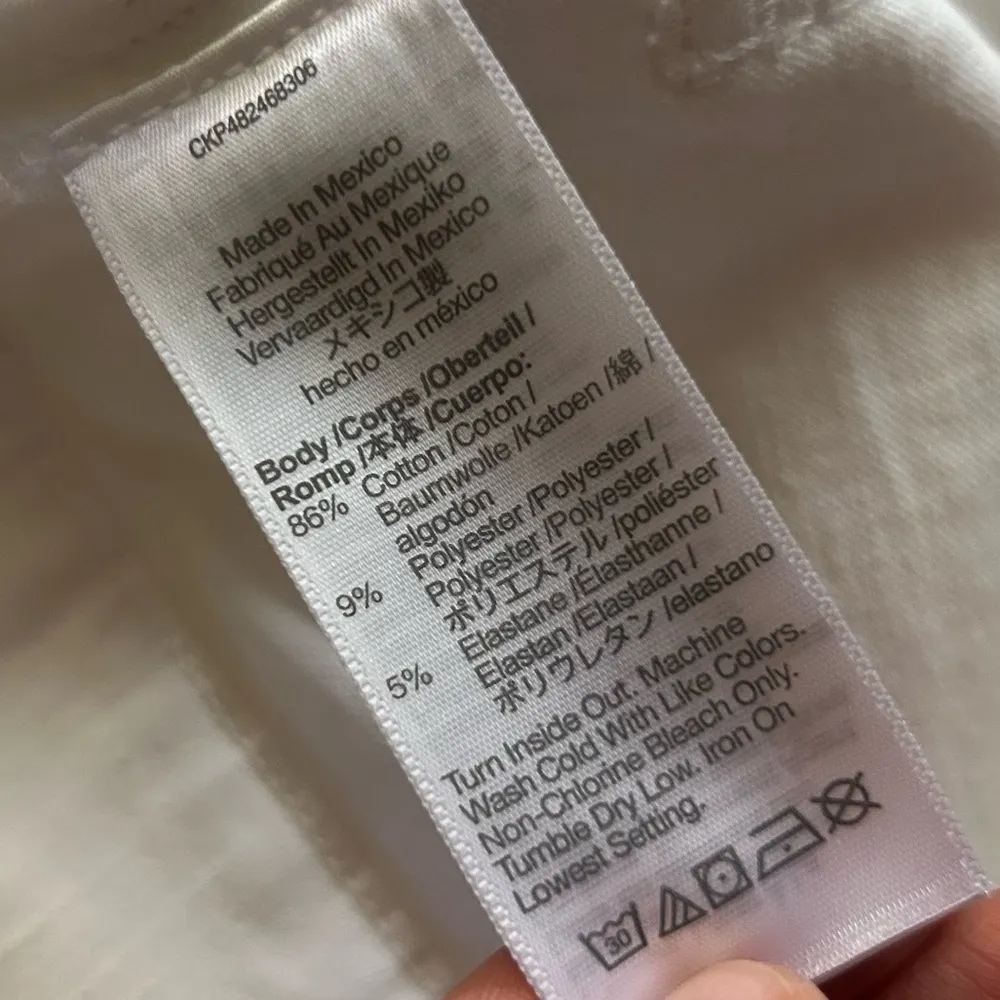 CKP482468306
Made In Mexico
Fabriqué Au Mexique
Hergestellt In Mexiko
Vervaardigd In Mexico
メキシコ製
hecho en méxico
Body /Corps /Oberteil /
Romp /本体 /Cuerpo:
86% Cotton /Coton /
Baumwolle /Katoen /綿 /
algodón
9% Polyester /Polyester /
Polyester /Polyester /
ポリエステル /poliéster
5% Elastane /Élasthanne /
Elastan /Elastaan /
ポリウレタン /elastano
Turn Inside Out. Machine
Wash Cold With Like Colors.
Non-Chlorine Bleach Only.
Tumble Dry Low. Iron On
Lowest Setting.
30